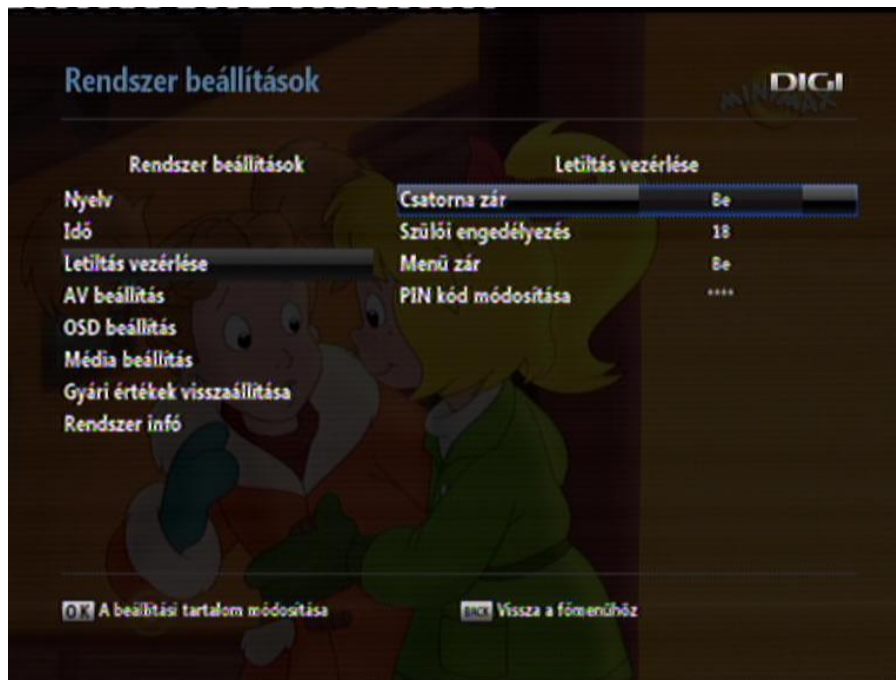 Rendszer beállítások
DIGI
MINIMAX
Rendszer beállítások
Letiltás vezérlése
Nyelv
Csatorna zár Be
Idő
Szülői engedélyezés 18
Letiltás vezérlése
Menü zár Be
AV beállítás
PIN kód módosítása ****
OSD beállítás
Média beállítás
Gyári értékek visszaállítása
Rendszer infó
OK A beállítási tartalom módosítása
BACK Vissza a főmenühöz